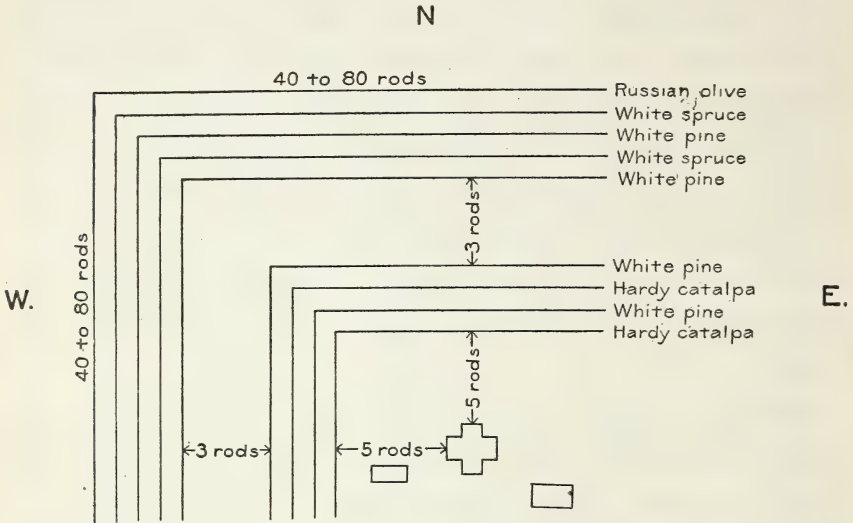 N
40 to 80 rods
Russian olive
White spruce
White pine
White spruce
White pine
3 rods
White pine
Hardy catalpa
White pine
Hardy catalpa
W.
E.
40 to 80 rods
5 rods
3 rods
5 rods